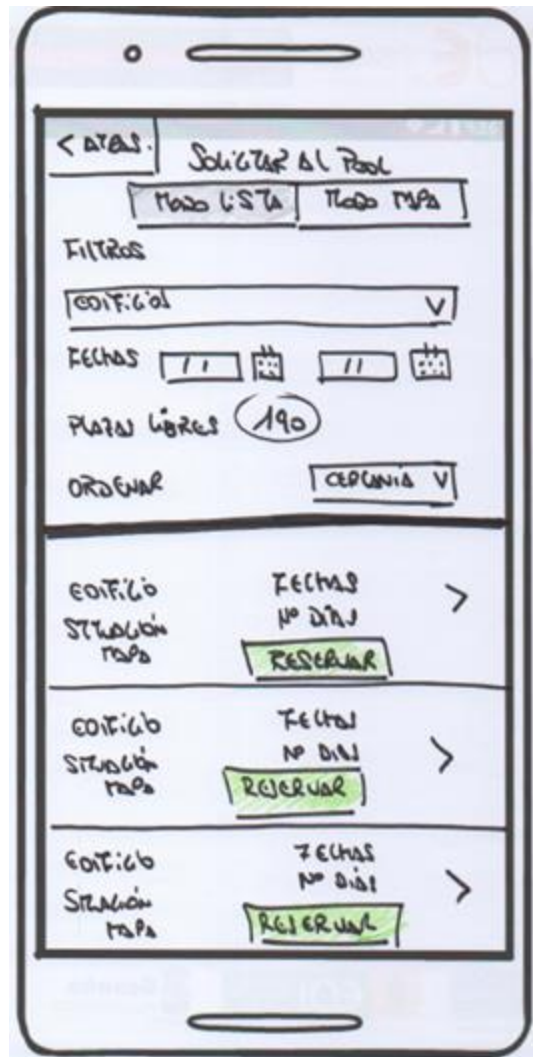 < ATRÁS.
SOLICITAR AL POOL
MODO LISTA MODO MAPA
FILTROS
EDIFICIOS V
FECHAS / / / /
PLAZAS LIBRES 190
ORDENAR CERCANÍA V
EDIFICIO FECHAS >
SITUACIÓN Nº DÍAS
MAPA RESERVAR
EDIFICIO FECHAS
SITUACIÓN Nº DÍAS >
MAPA RESERVAR
EDIFICIO FECHAS
SITUACIÓN Nº DÍAS >
MAPA RESERVAR